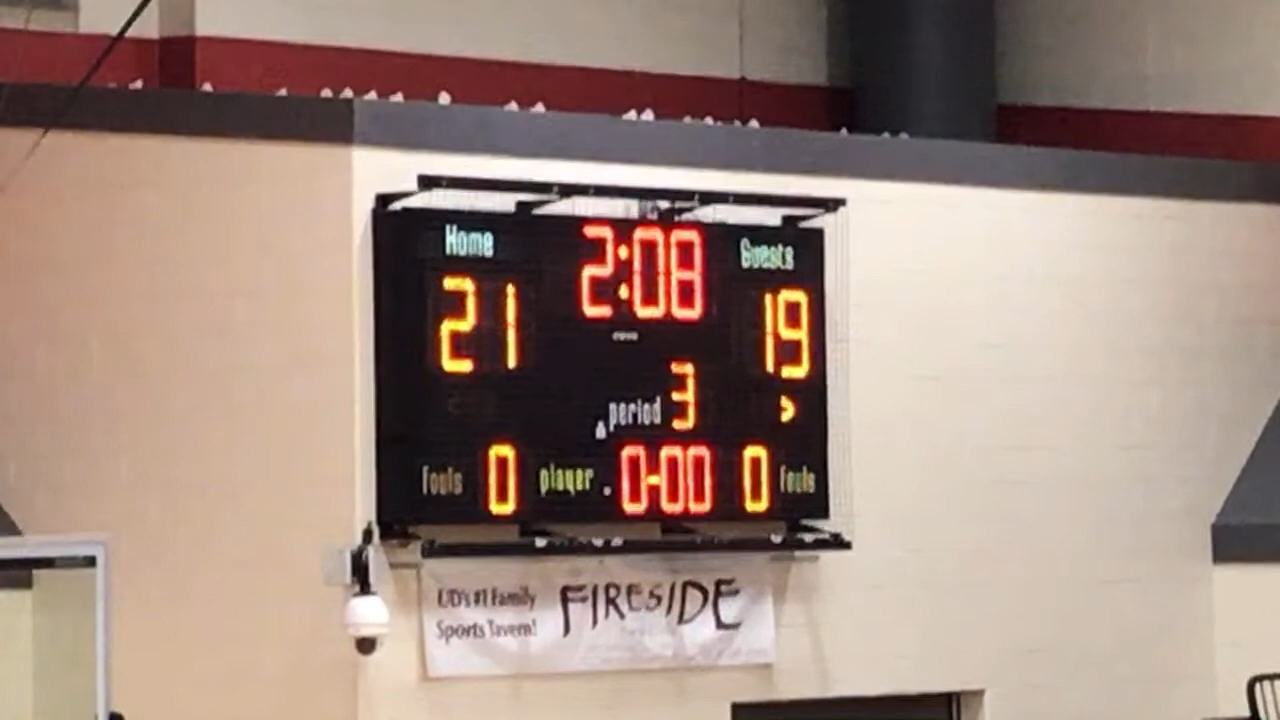 Home 2:08 Guests
21 19
period 3 >
fouls 0 player. 0-00 0 fouls
UD's #1 Family
Sports Tavern!
FIRESIDE